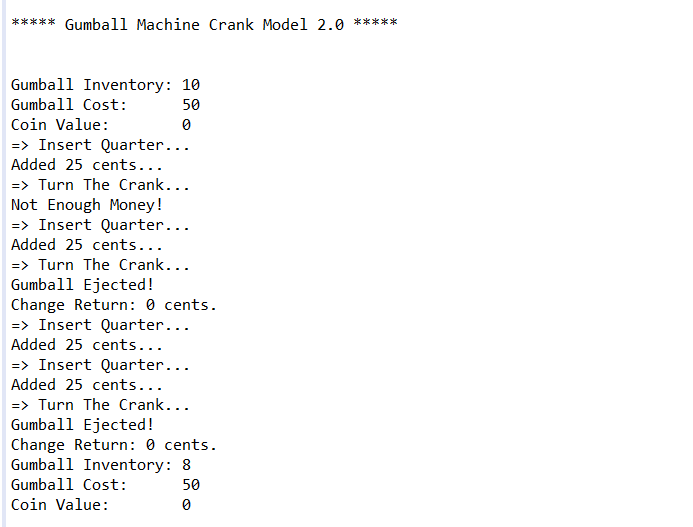 ***** Gumball Machine Crank Model 2.0 *****
Gumball Inventory: 10
Gumball Cost:      50
Coin Value:        0
=> Insert Quarter...
Added 25 cents...
=> Turn The Crank...
Not Enough Money!
=> Insert Quarter...
Added 25 cents...
=> Turn The Crank...
Gumball Ejected!
Change Return: 0 cents.
=> Insert Quarter...
Added 25 cents...
=> Insert Quarter...
Added 25 cents...
=> Turn The Crank...
Gumball Ejected!
Change Return: 0 cents.
Gumball Inventory: 8
Gumball Cost:      50
Coin Value:        0